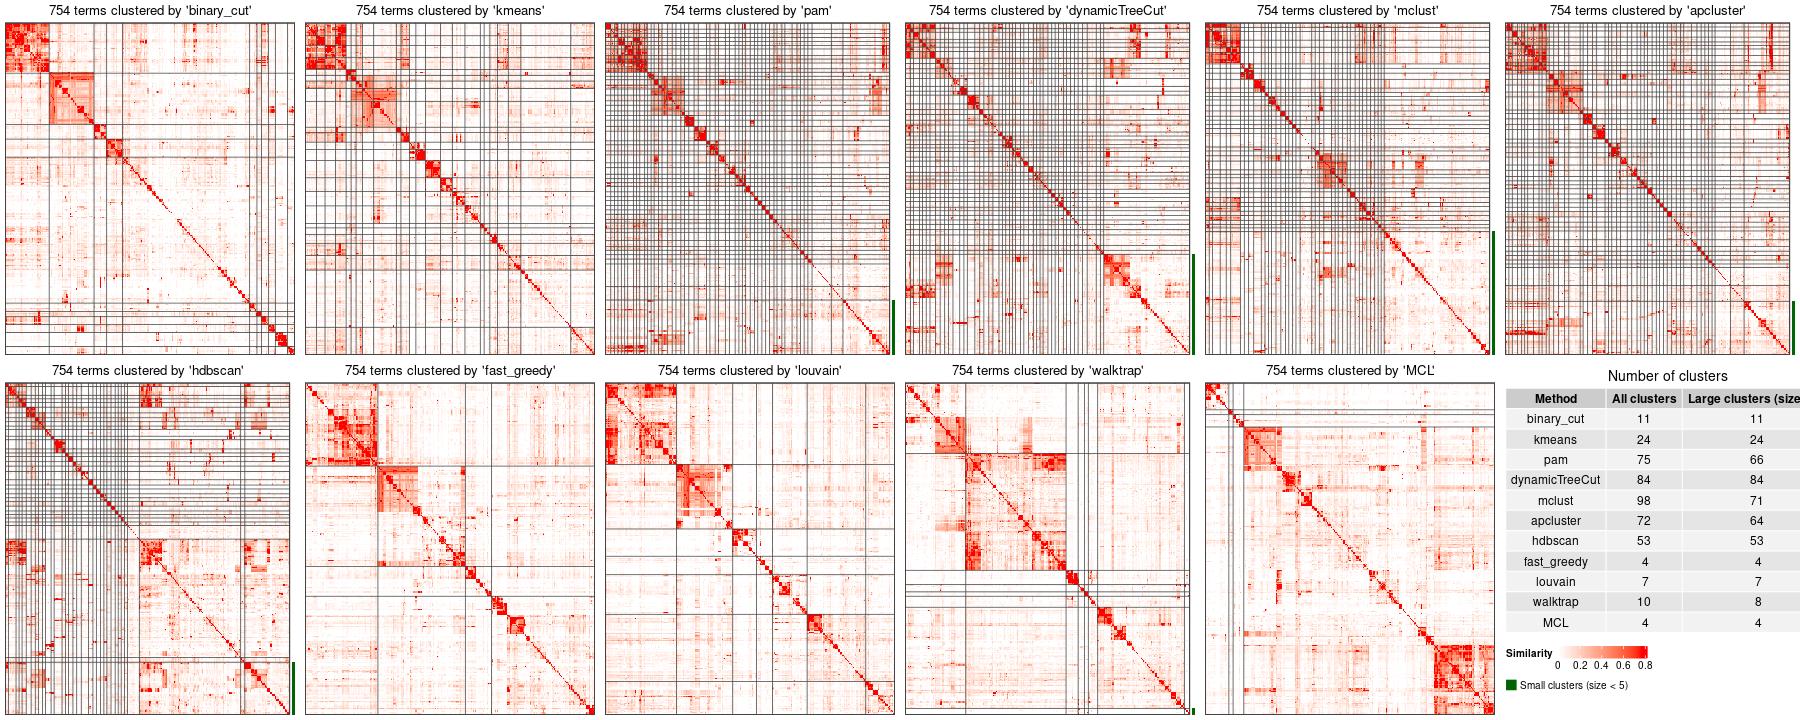 754 terms clustered by 'binary_cut'
754 terms clustered by 'kmeans'
754 terms clustered by 'pam'
754 terms clustered by 'dynamicTreeCut'
754 terms clustered by 'mclust'
754 terms clustered by 'apcluster'
754 terms clustered by 'hdbscan'
754 terms clustered by 'fast_greedy'
754 terms clustered by 'louvain'
754 terms clustered by 'walktrap'
754 terms clustered by 'MCL'
Number of clusters
Method All clusters Large clusters (size
binary_cut 11 11
kmeans 24 24
pam 75 66
dynamicTreeCut 84 84
mclust 98 71
apcluster 72 64
hdbscan 53 53
fast_greedy 4 4
louvain 7 7
walktrap 10 8
MCL 4 4
Similarity
0 0.2 0.4 0.6 0.8
Small clusters (size < 5)